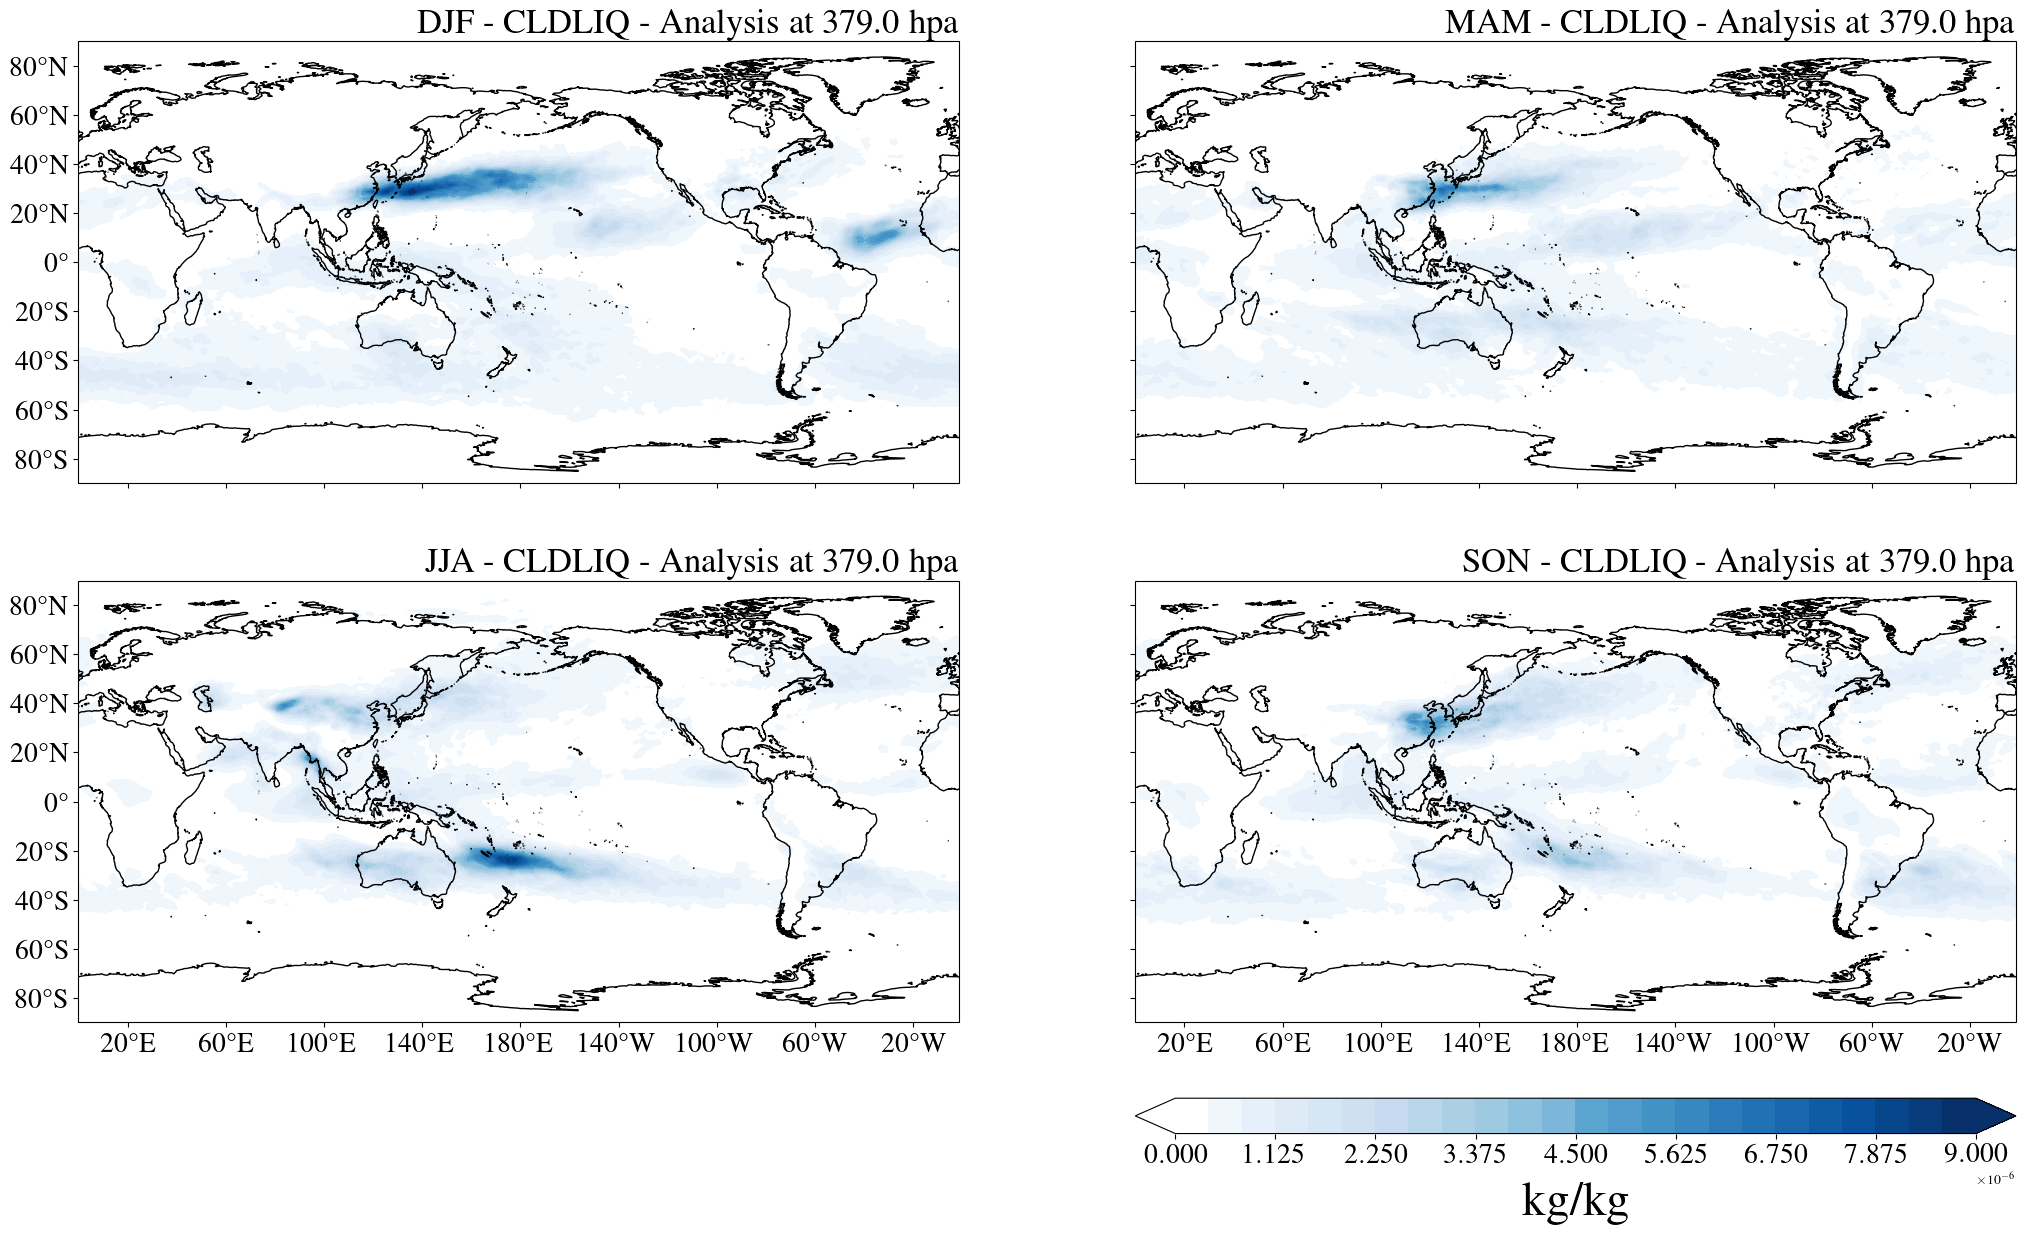 DJF - CLDLIQ - Analysis at 379.0 hpa
MAM - CLDLIQ - Analysis at 379.0 hpa
80°N
60°N
40°N
20°N
0°
20°S
40°S
60°S
80°S
JJA - CLDLIQ - Analysis at 379.0 hpa
SON - CLDLIQ - Analysis at 379.0 hpa
80°N
60°N
40°N
20°N
0°
20°S
40°S
60°S
80°S
20°E 60°E 100°E 140°E 180°E 140°W 100°W 60°W 20°W
20°E 60°E 100°E 140°E 180°E 140°W 100°W 60°W 20°W
0.000 1.125 2.250 3.375 4.500 5.625 6.750 7.875 9.000
×10⁻⁶
kg/kg